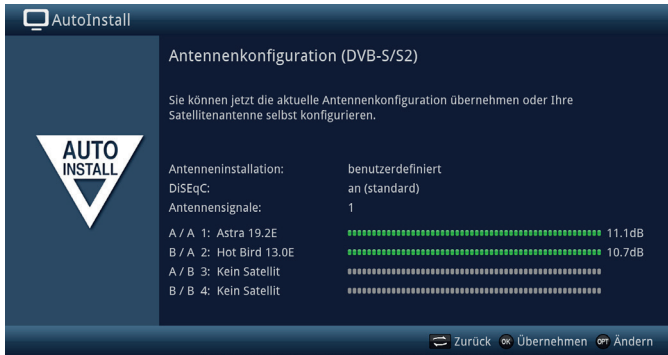 AutoInstall
Antennenkonfiguration (DVB-S/S2)
Sie können jetzt die aktuelle Antennenkonfiguration übernehmen oder Ihre
Satellitenantenne selbst konfigurieren.
AUTO
INSTALL
Antenneninstallation: benutzerdefiniert
DiSEqC: an (standard)
Antennensignale: 1
A / A 1: Astra 19.2E 11.1dB
B / A 2: Hot Bird 13.0E 10.7dB
A / B 3: Kein Satellit
B / B 4: Kein Satellit
Zurück OK Übernehmen OPT Ändern